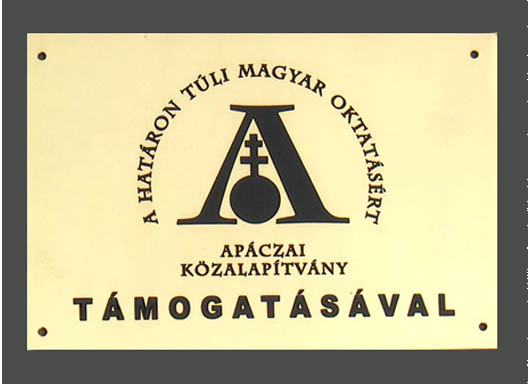 A HATÁRON TÚLI MAGYAR OKTATÁSÉRT
A
APÁCZAI
KÖZALAPÍTVÁNY
TÁMOGATÁSÁVAL